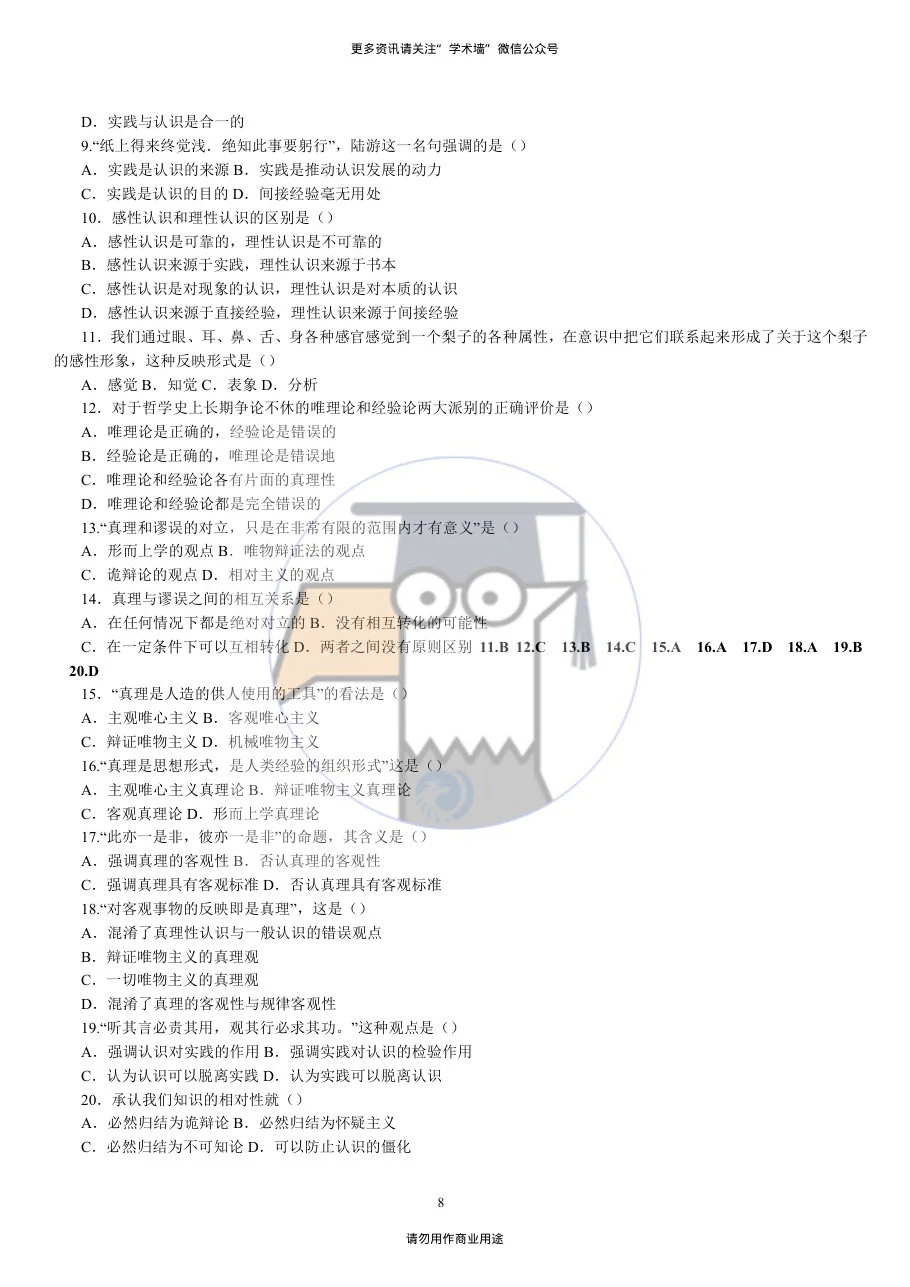 更多资讯请关注“学术墙”微信公众号
D．实践与认识是合一的
9.“纸上得来终觉浅．绝知此事要躬行”，陆游这一名句强调的是（）
A．实践是认识的来源 B．实践是推动认识发展的动力
C．实践是认识的目的 D．间接经验毫无用处
10．感性认识和理性认识的区别是（）
A．感性认识是可靠的，理性认识是不可靠的
B．感性认识来源于实践，理性认识来源于书本
C．感性认识是对现象的认识，理性认识是对本质的认识
D．感性认识来源于直接经验，理性认识来源于间接经验
11．我们通过眼、耳、鼻、舌、身各种感官感觉到一个梨子的各种属性，在意识中把它们联系起来形成了关于这个梨子
的感性形象，这种反映形式是（）
A．感觉 B．知觉 C．表象 D．分析
12．对于哲学史上长期争论不休的唯理论和经验论两大派别的正确评价是（）
A．唯理论是正确的，经验论是错误的
B．经验论是正确的，唯理论是错误地
C．唯理论和经验论各有片面的真理性
D．唯理论和经验论都是完全错误的
13.“真理和谬误的对立，只是在非常有限的范围内才有意义”是（）
A．形而上学的观点 B．唯物辩证法的观点
C．诡辩论的观点 D．相对主义的观点
14．真理与谬误之间的相互关系是（）
A．在任何情况下都是绝对对立的 B．没有相互转化的可能性
C．在一定条件下可以互相转化 D．两者之间没有原则区别 11.B 12.C 13.B 14.C 15.A 16.A 17.D 18.A 19.B
20.D
15．“真理是人造的供人使用的工具”的看法是（）
A．主观唯心主义 B．客观唯心主义
C．辩证唯物主义 D．机械唯物主义
16.“真理是思想形式，是人类经验的组织形式”这是（）
A．主观唯心主义真理论 B．辩证唯物主义真理论
C．客观真理论 D．形而上学真理论
17.“此亦一是非，彼亦一是非”的命题，其含义是（）
A．强调真理的客观性 B．否认真理的客观性
C．强调真理具有客观标准 D．否认真理具有客观标准
18.“对客观事物的反映即是真理”，这是（）
A．混淆了真理性认识与一般认识的错误观点
B．辩证唯物主义的真理观
C．一切唯物主义的真理观
D．混淆了真理的客观性与规律客观性
19.“听其言必责其用，观其行必求其功。”这种观点是（）
A．强调认识对实践的作用 B．强调实践对认识的检验作用
C．认为认识可以脱离实践 D．认为实践可以脱离认识
20．承认我们知识的相对性就（）
A．必然归结为诡辩论 B．必然归结为怀疑主义
C．必然归结为不可知论 D．可以防止认识的僵化
8
请勿用作商业用途